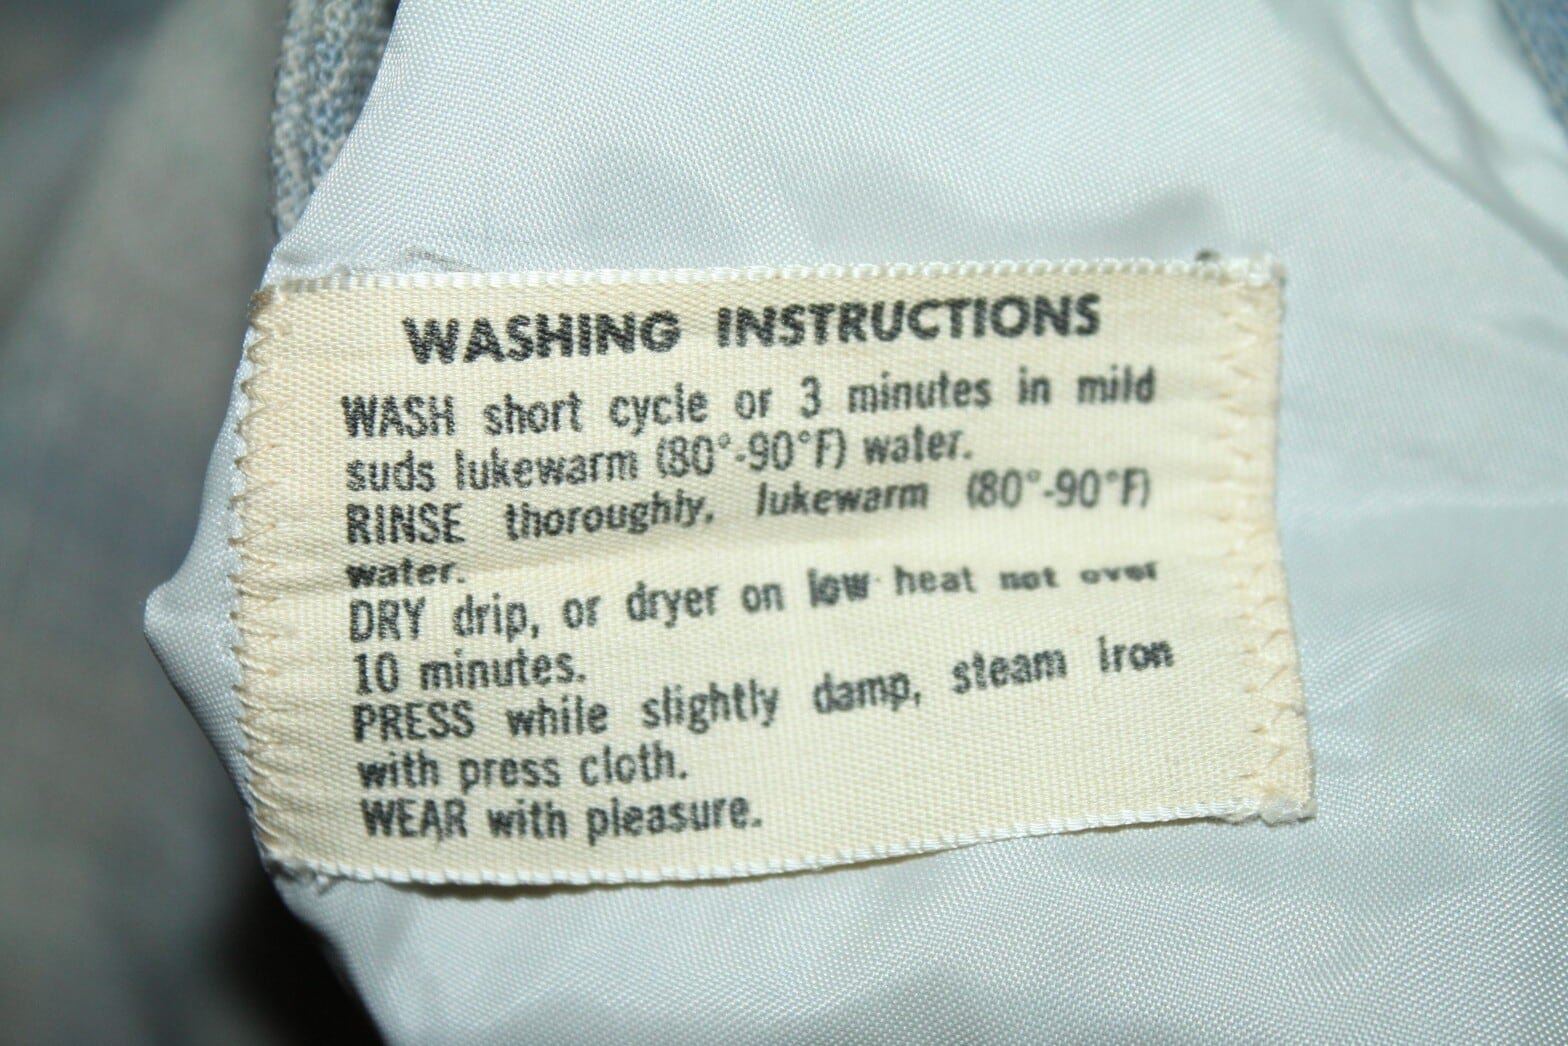 WASHING INSTRUCTIONS
WASH short cycle or 3 minutes in mild
suds lukewarm (80°-90°F) water.
RINSE thoroughly, lukewarm (80°-90°F)
water.
DRY drip, or dryer on low heat not over
10 minutes.
PRESS while slightly damp, steam iron
with press cloth.
WEAR with pleasure.